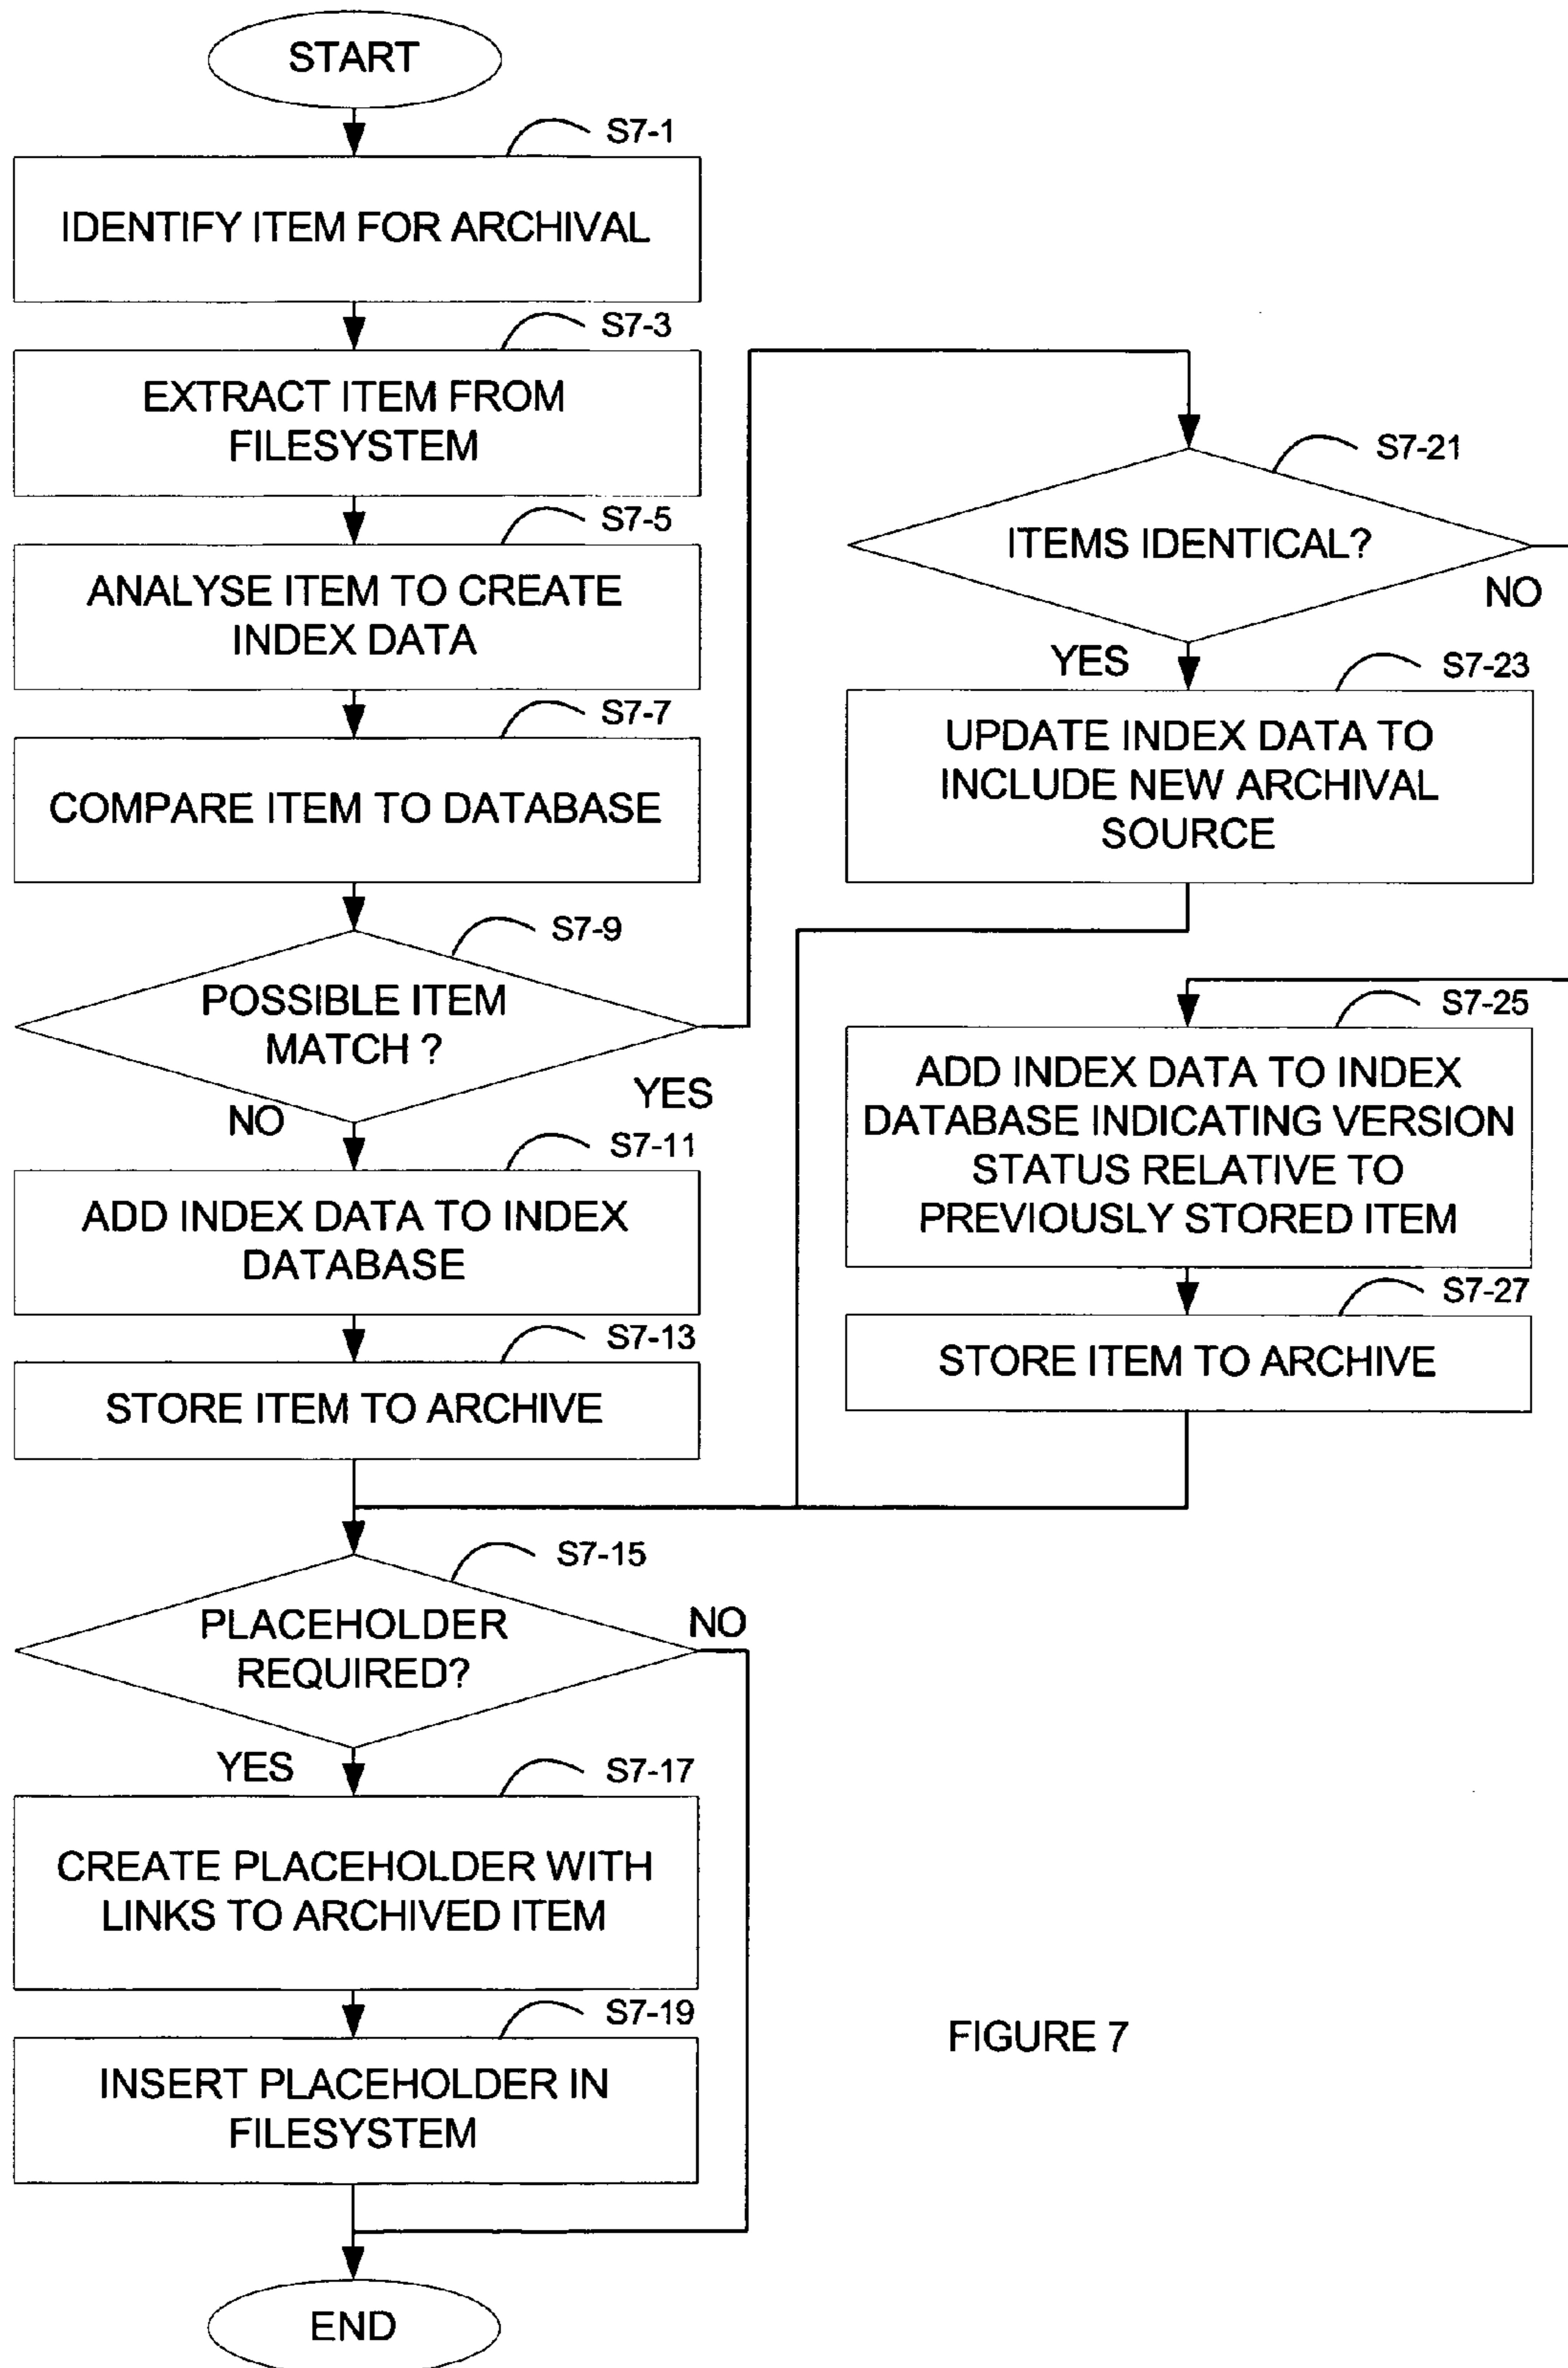 START
S7-1
IDENTIFY ITEM FOR ARCHIVAL
S7-3
EXTRACT ITEM FROM
FILESYSTEM
S7-5
ANALYSE ITEM TO CREATE
INDEX DATA
S7-7
COMPARE ITEM TO DATABASE
S7-9
POSSIBLE ITEM
MATCH ?
YES
NO
S7-11
ADD INDEX DATA TO INDEX
DATABASE
S7-13
STORE ITEM TO ARCHIVE
S7-15
PLACEHOLDER
REQUIRED?
NO
YES
S7-17
CREATE PLACEHOLDER WITH
LINKS TO ARCHIVED ITEM
S7-19
INSERT PLACEHOLDER IN
FILESYSTEM
END
S7-21
ITEMS IDENTICAL?
NO
YES
S7-23
UPDATE INDEX DATA TO
INCLUDE NEW ARCHIVAL
SOURCE
S7-25
ADD INDEX DATA TO INDEX
DATABASE INDICATING VERSION
STATUS RELATIVE TO
PREVIOUSLY STORED ITEM
S7-27
STORE ITEM TO ARCHIVE
FIGURE 7